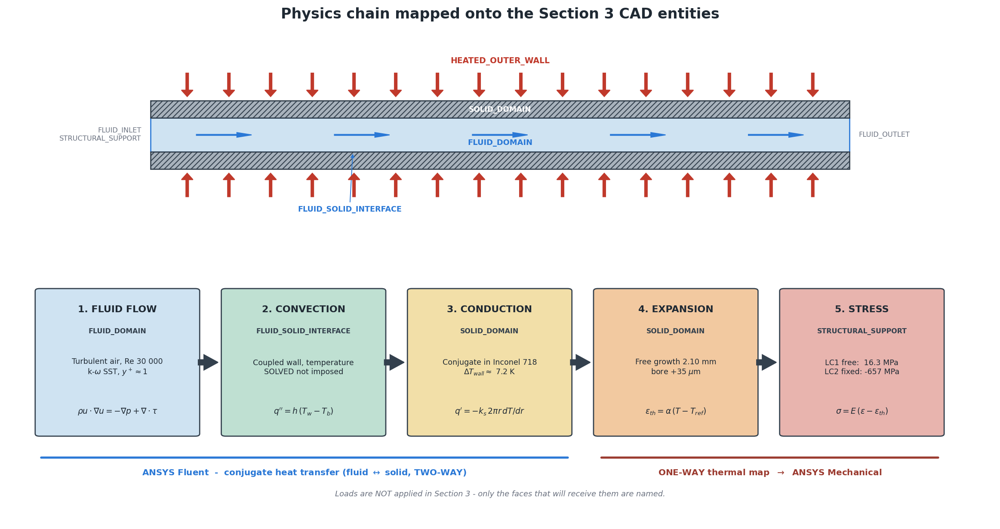 Physics chain mapped onto the Section 3 CAD entities
HEATED_OUTER_WALL
SOLID_DOMAIN
FLUID_INLET
STRUCTURAL_SUPPORT
FLUID_OUTLET
FLUID_DOMAIN
FLUID_SOLID_INTERFACE
1. FLUID FLOW
FLUID_DOMAIN
Turbulent air, Re 30 000
k-ω SST, y⁺ ≈ 1
ρu · ∇u = −∇p + ∇ · τ
2. CONVECTION
FLUID_SOLID_INTERFACE
Coupled wall, temperature
SOLVED not imposed
q′′ = h (T_w − T_b)
3. CONDUCTION
SOLID_DOMAIN
Conjugate in Inconel 718
ΔT_wall ≈ 7.2 K
q′ = −k_s 2πr dT/dr
4. EXPANSION
SOLID_DOMAIN
Free growth 2.10 mm
bore +35 μm
ε_th = α (T − T_ref)
5. STRESS
STRUCTURAL_SUPPORT
LC1 free: 16.3 MPa
LC2 fixed: -657 MPa
σ = E (ε − ε_th)
ANSYS Fluent - conjugate heat transfer (fluid ↔ solid, TWO-WAY)
ONE-WAY thermal map → ANSYS Mechanical
Loads are NOT applied in Section 3 - only the faces that will receive them are named.